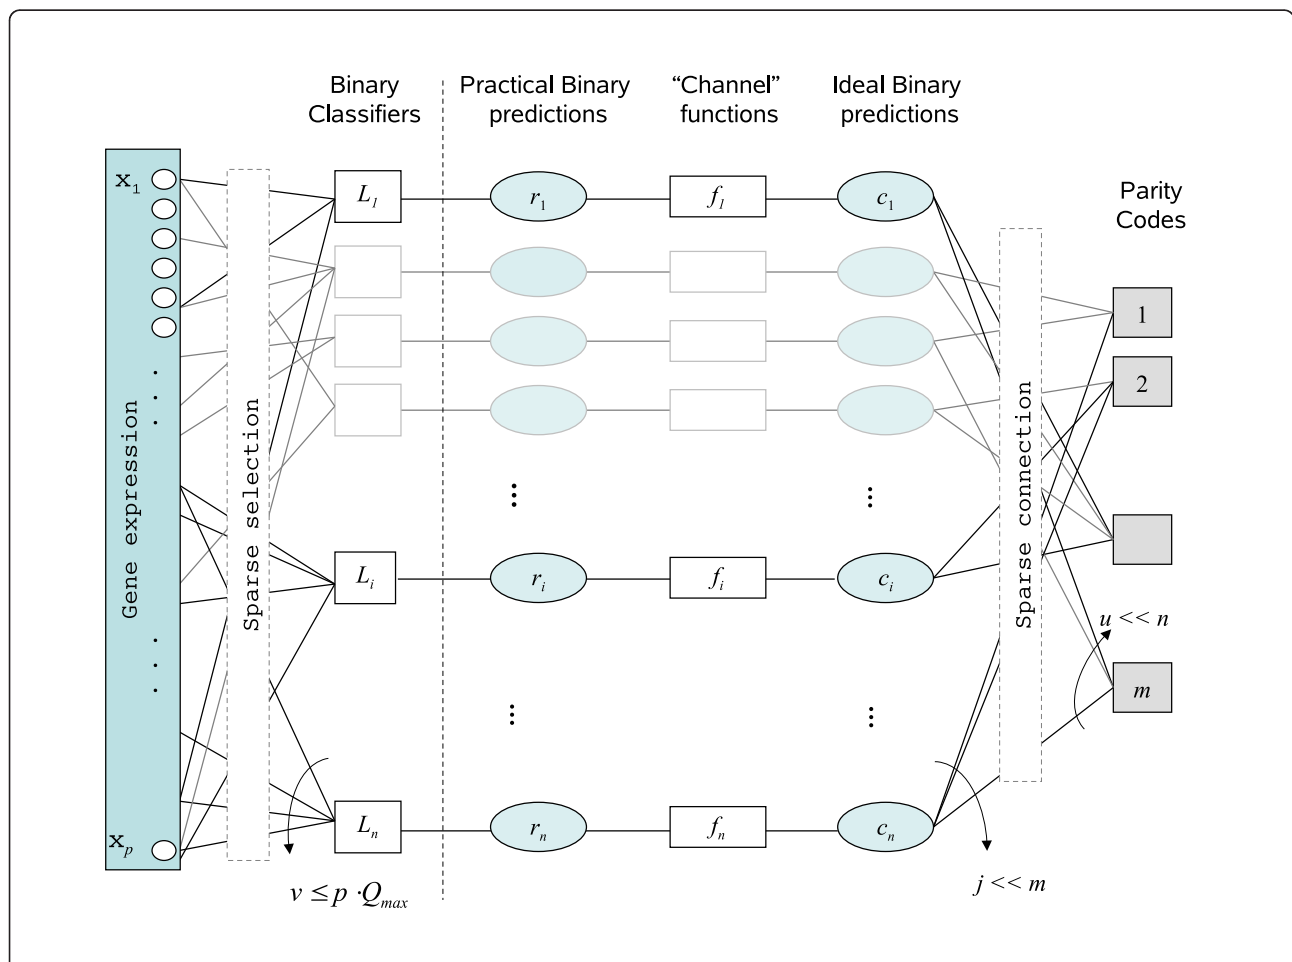 Binary
Classifiers
Practical Binary
predictions
“Channel”
functions
Ideal Binary
predictions
Parity
Codes
x1
L1
r1
f1
c1
1
2
Gene expression
Sparse selection
Sparse connection
. . .
⋮
⋮
Li
ri
fi
ci
u << n
. . .
m
⋮
⋮
xp
Ln
rn
fn
cn
v ≤ p · Qmax
j << m